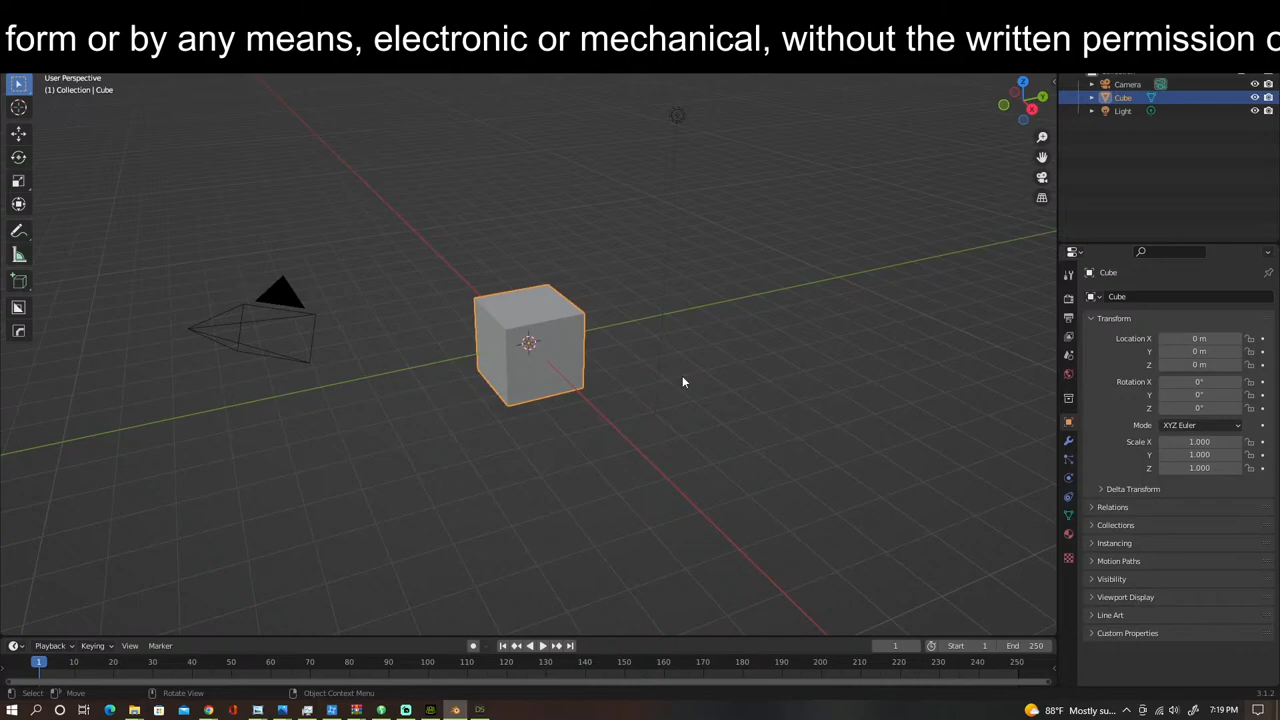 form or by any means, electronic or mechanical, without the written permission
User Perspective
(1) Collection | Cube
Camera
Cube
Light
Cube
Cube
Transform
Location X 0 m
Y 0 m
Z 0 m
Rotation X 0°
Y 0°
Z 0°
Mode XYZ Euler
Scale X 1.000
Y 1.000
Z 1.000
Delta Transform
Relations
Collections
Instancing
Motion Paths
Visibility
Viewport Display
Line Art
Custom Properties
Playback Keying View Marker 1 Start 1 End 250
1 10 20 30 40 50 60 70 80 90 100 110 120 130 140 150 160 170 180 190 200 210 220 230 240 250
Select Move Rotate View Object Context Menu 3.1.2
DS 88°F Mostly su... 7:19 PM